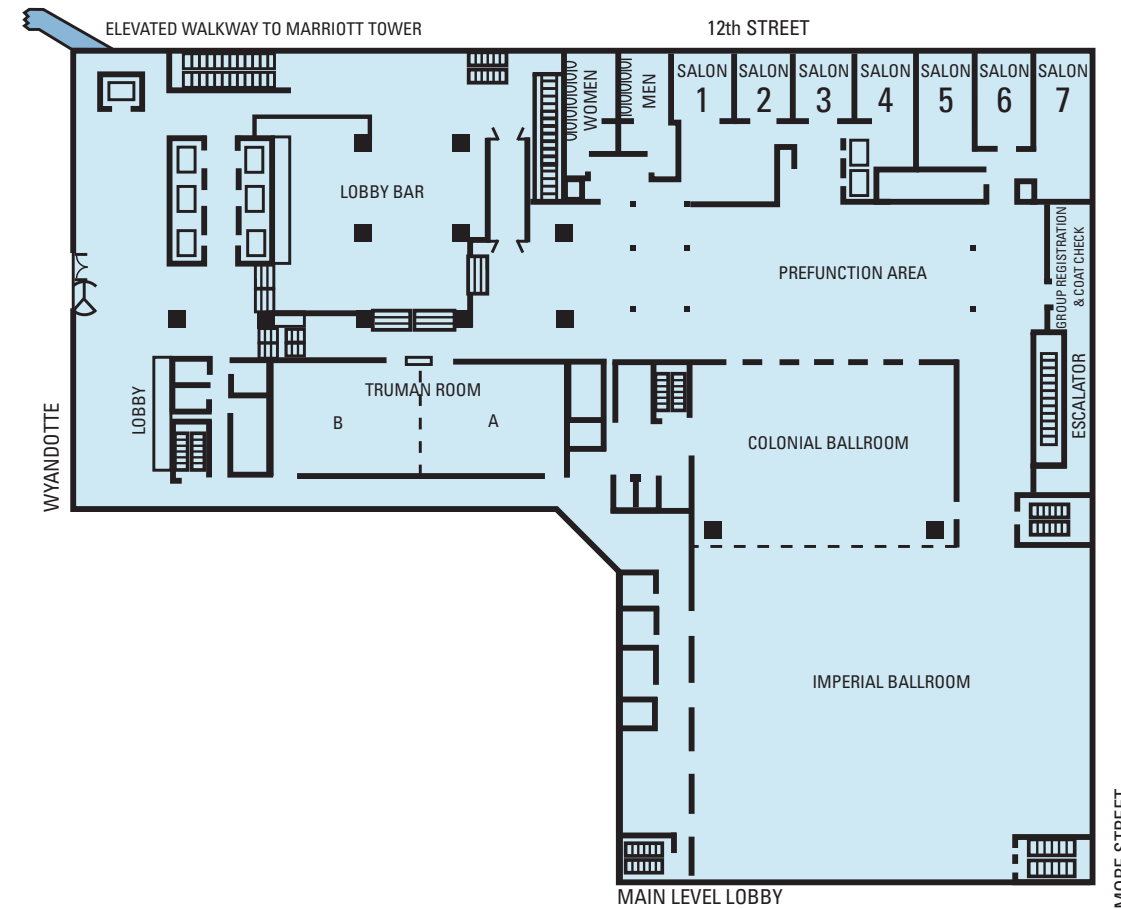 ELEVATED WALKWAY TO MARRIOTT TOWER
12th STREET
WOMEN
MEN
SALON
1
SALON
2
SALON
3
SALON
4
SALON
5
SALON
6
SALON
7
LOBBY BAR
PREFUNCTION AREA
GROUP REGISTRATION
& COAT CHECK
LOBBY
TRUMAN ROOM
B
A
COLONIAL BALLROOM
ESCALATOR
WYANDOTTE
IMPERIAL BALLROOM
MAIN LEVEL LOBBY
MORE STREET